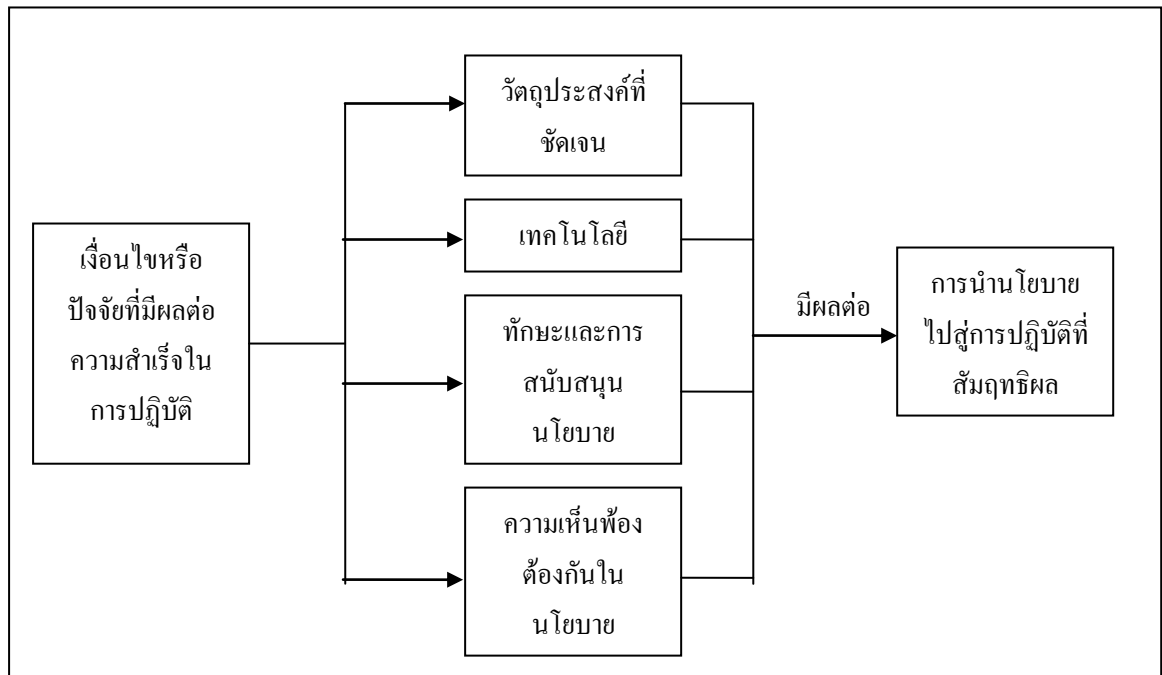 เงื่อนไขหรือ
ปัจจัยที่มีผลต่อ
ความสำเร็จใน
การปฏิบัติ
วัตถุประสงค์ที่
ชัดเจน
เทคโนโลยี
ทักษะและการ
สนับสนุน
นโยบาย
ความเห็นพ้อง
ต้องกันใน
นโยบาย
มีผลต่อ
การนำนโยบาย
ไปสู่การปฏิบัติที่
สัมฤทธิผล